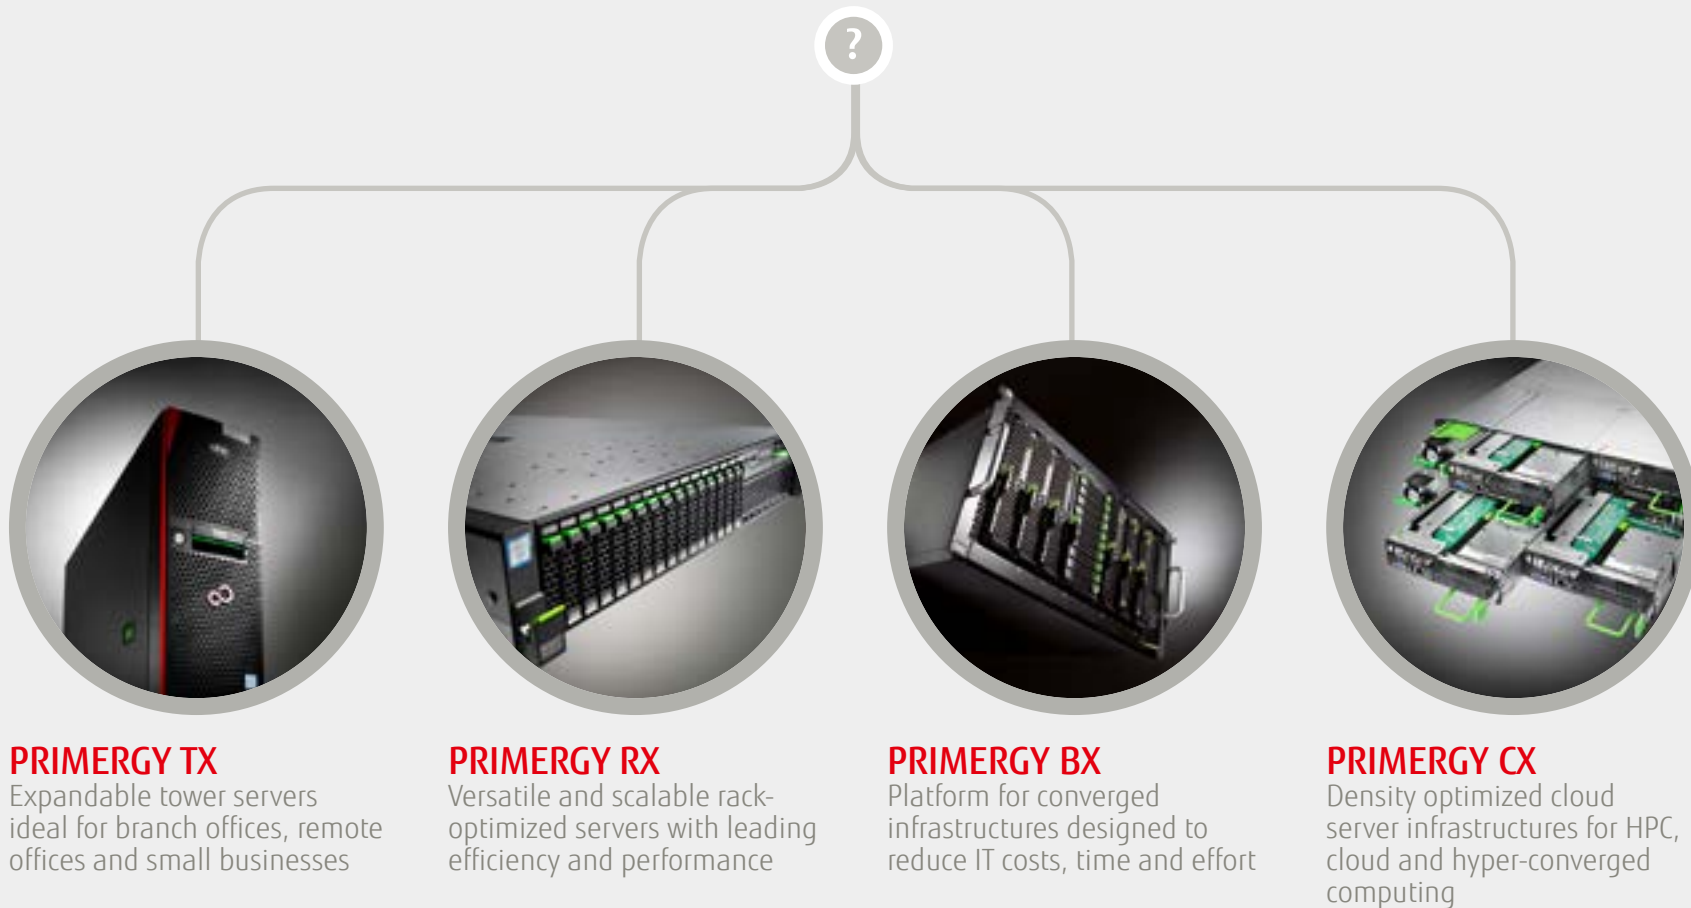 ?
PRIMERGY TX
Expandable tower servers
ideal for branch offices, remote
offices and small businesses
PRIMERGY RX
Versatile and scalable rack-
optimized servers with leading
efficiency and performance
PRIMERGY BX
Platform for converged
infrastructures designed to
reduce IT costs, time and effort
PRIMERGY CX
Density optimized cloud
server infrastructures for HPC,
cloud and hyper-converged
computing